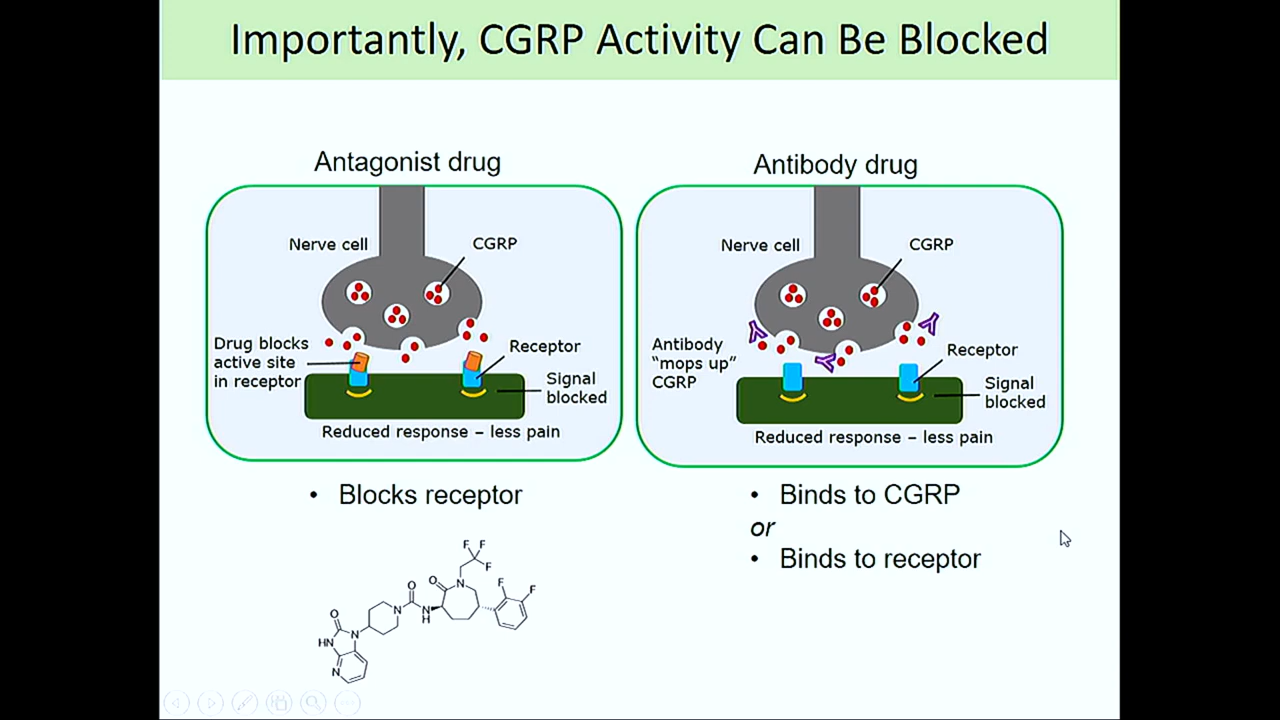 Importantly, CGRP Activity Can Be Blocked
Antagonist drug
Nerve cell
CGRP
Drug blocks
active site
in receptor
Receptor
Signal
blocked
Reduced response – less pain
• Blocks receptor
F F
F
O
N
F
F
O
N
N
H
O
N
HN
N
Antibody drug
Nerve cell
CGRP
Antibody
“mops up”
CGRP
Receptor
Signal
blocked
Reduced response – less pain
• Binds to CGRP
or
• Binds to receptor